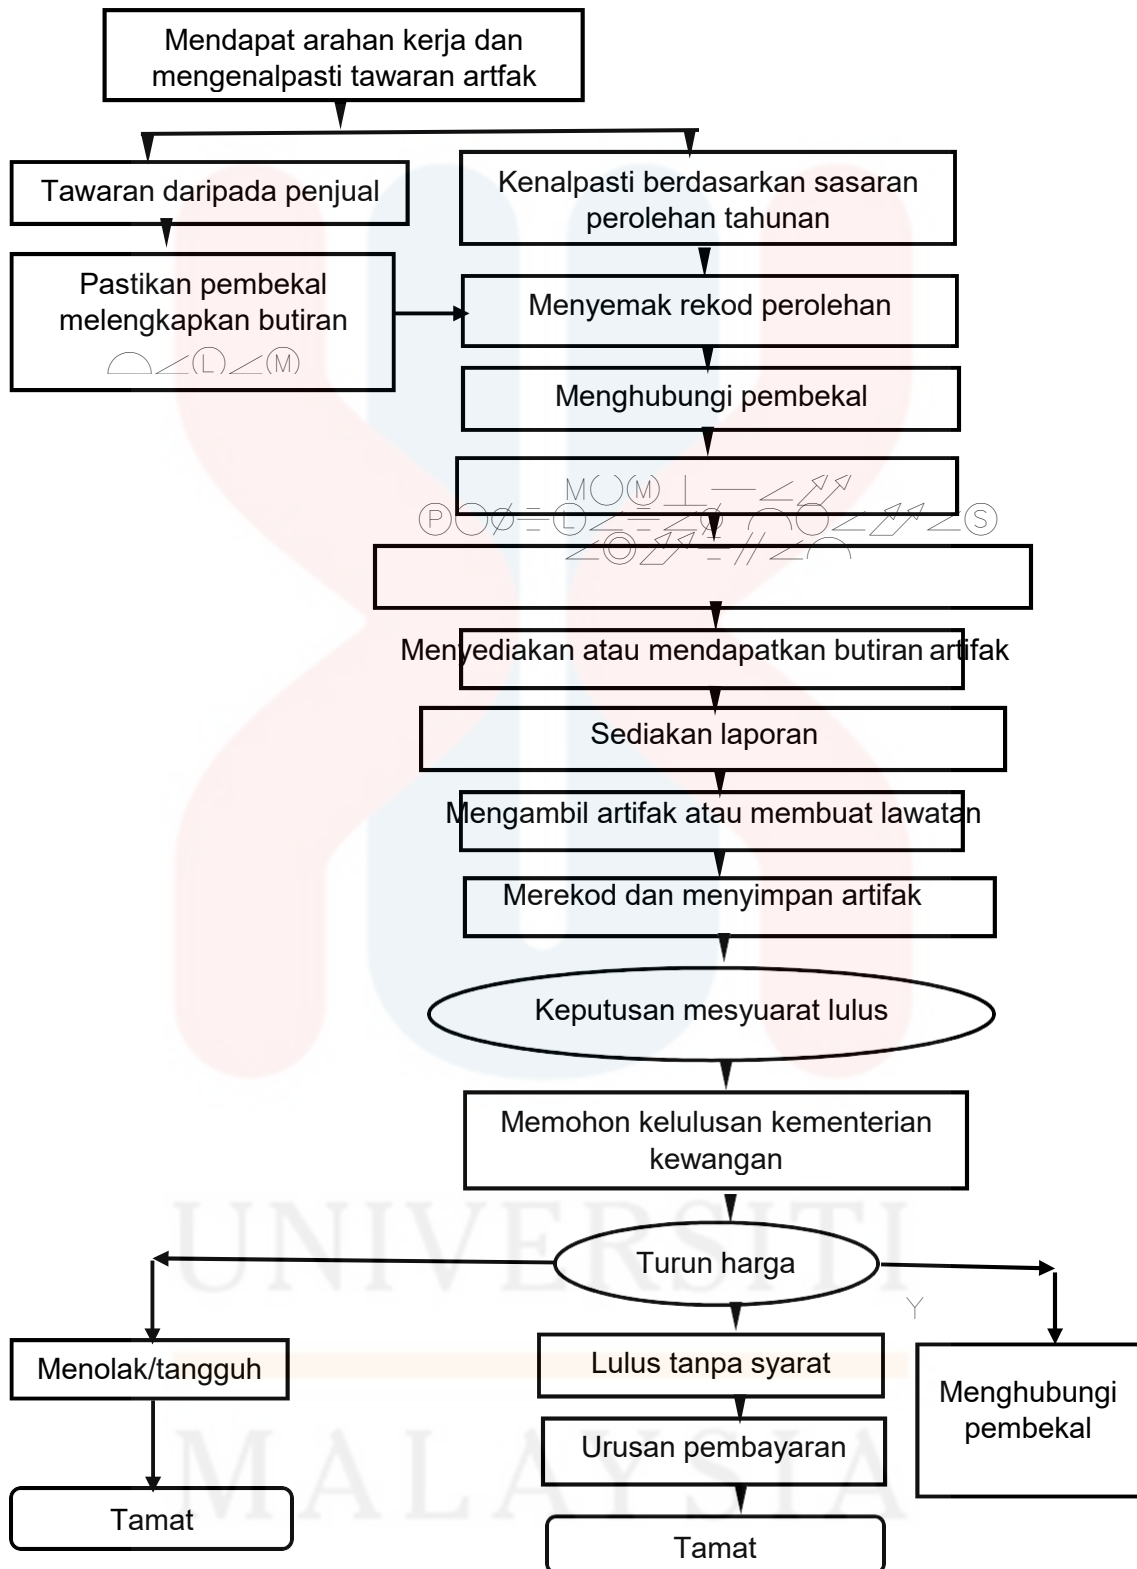 Mendapat arahan kerja dan
mengenalpasti tawaran artfak
Tawaran daripada penjual
Kenalpasti berdasarkan sasaran
perolehan tahunan
Pastikan pembekal
melengkapkan butiran
Menyemak rekod perolehan
Menghubungi pembekal
Menyediakan atau mendapatkan butiran artifak
Sediakan laporan
Mengambil artifak atau membuat lawatan
Merekod dan menyimpan artifak
Keputusan mesyuarat lulus
Memohon kelulusan kementerian
kewangan
Turun harga
Y
Menolak/tangguh
Lulus tanpa syarat
Menghubungi
pembekal
Urusan pembayaran
Tamat
Tamat
UNIVERSITI
MALAYSIA